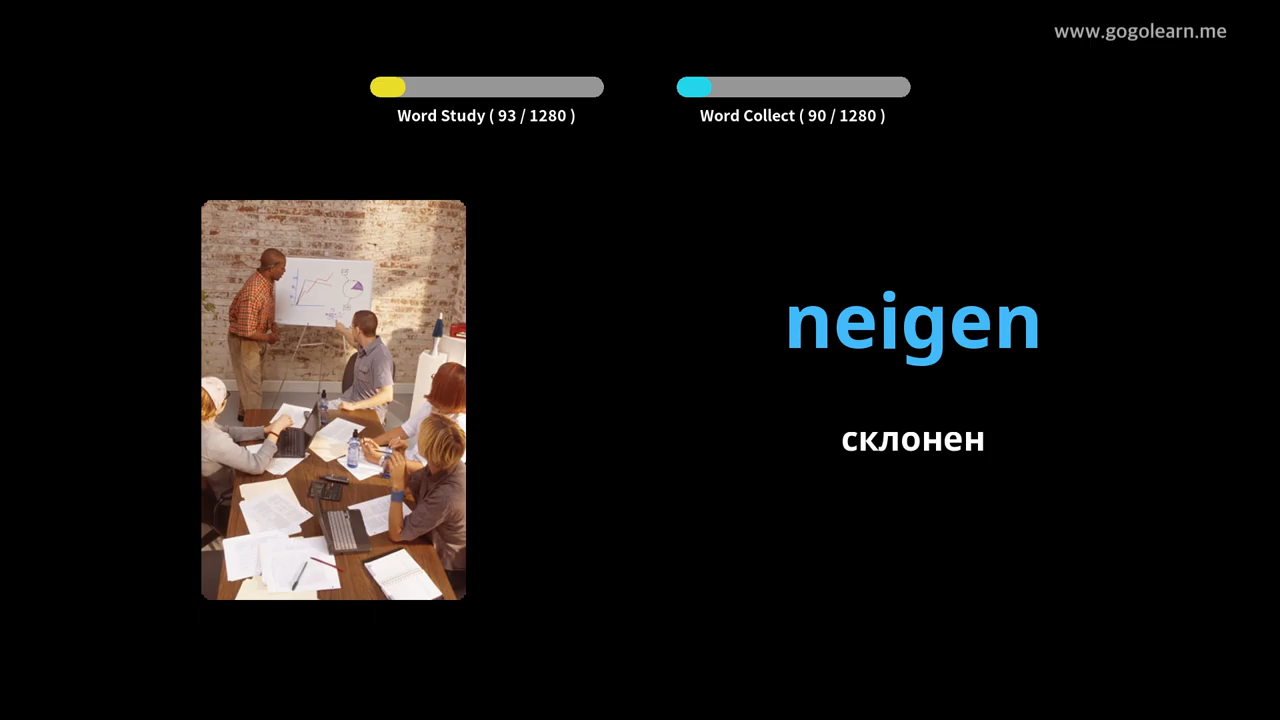 www.gogolearn.me
Word Study ( 93 / 1280 )
Word Collect ( 90 / 1280 )
neigen
склонен